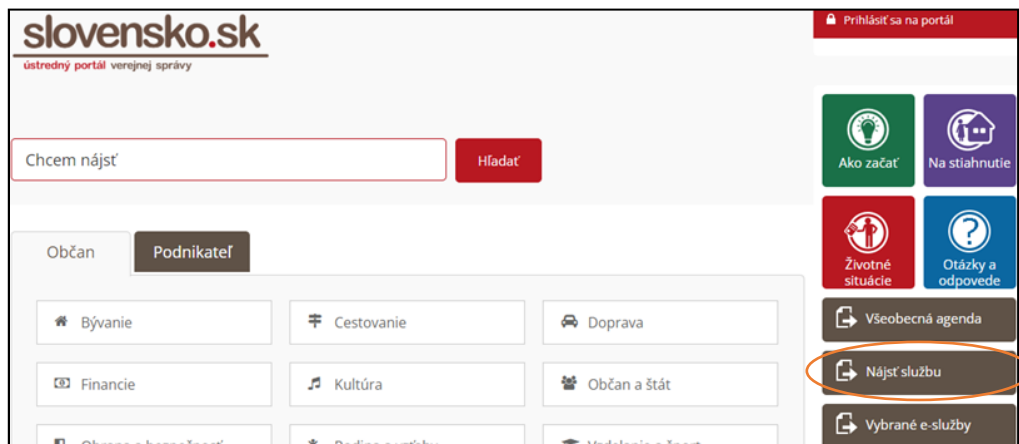 slovensko.sk
ústredný portál verejnej správy
Prihlásiť sa na portál
Chcem nájsť
Hľadať
Ako začať
Na stiahnutie
Životné
situácie
Otázky a
odpovede
Občan
Podnikateľ
Bývanie
Cestovanie
Doprava
Financie
Kultúra
Občan a štát
Všeobecná agenda
Nájsť službu
Vybrané e-služby